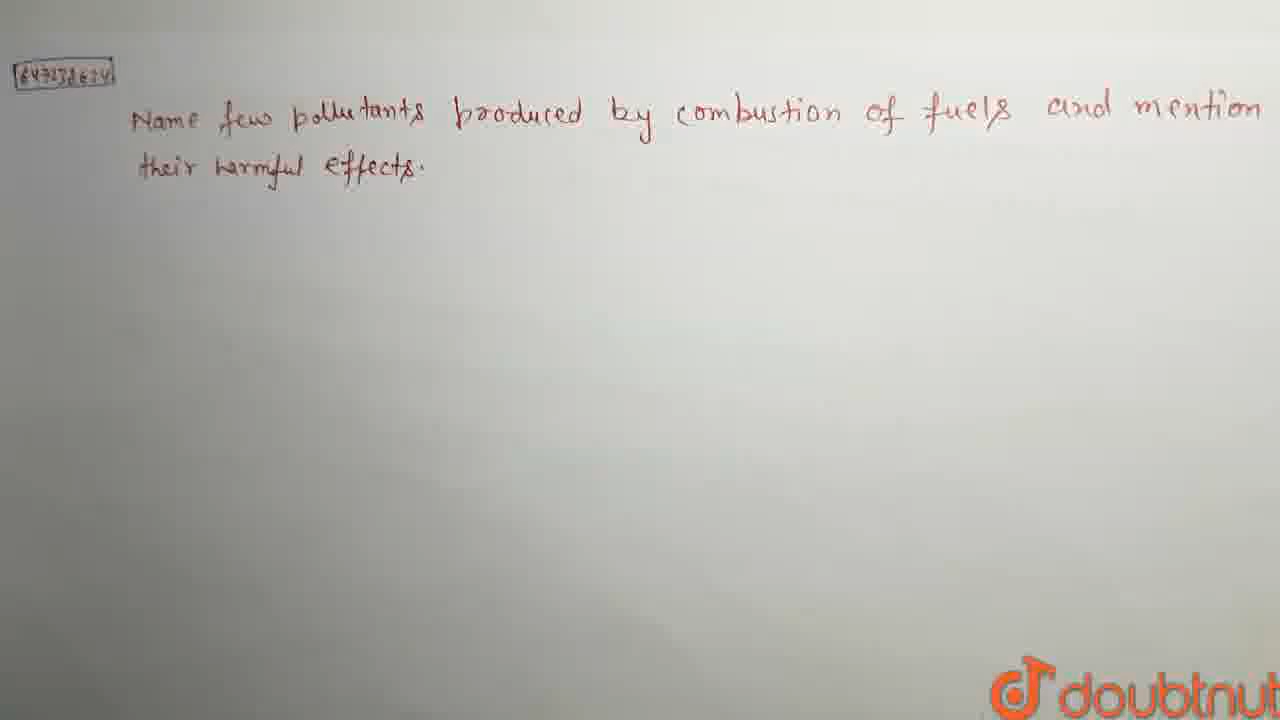 Name few pollutants produced by combustion of fuels and mention
their harmful effects.
doubtnut